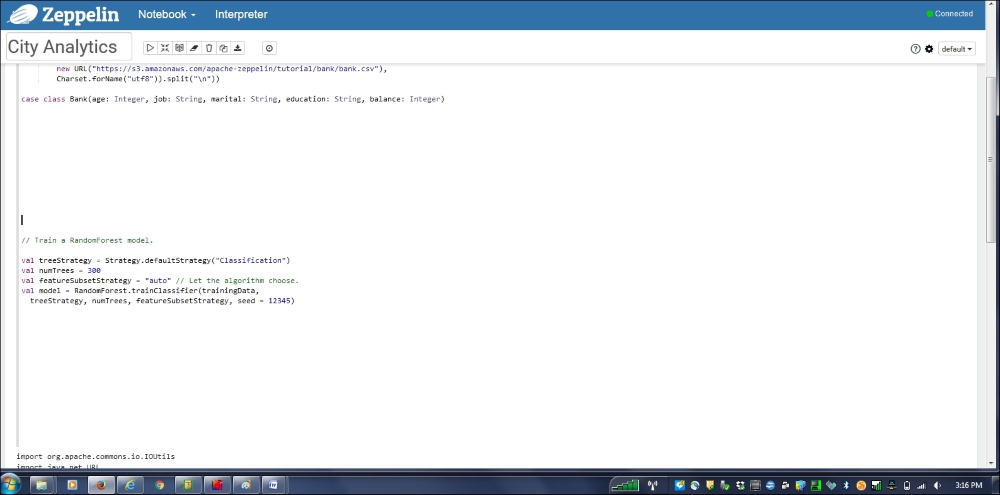 Zeppelin Notebook Interpreter Connected
City Analytics default
new URL("https://s3.amazonaws.com/apache-zeppelin/tutorial/bank/bank.csv"),
Charset.forName("utf8")).split("\n"))
case class Bank(age: Integer, job: String, marital: String, education: String, balance: Integer)
// Train a RandomForest model.
val treeStrategy = Strategy.defaultStrategy("Classification")
val numTrees = 300
val featureSubsetStrategy = "auto" // Let the algorithm choose.
val model = RandomForest.trainClassifier(trainingData,
treeStrategy, numTrees, featureSubsetStrategy, seed = 12345)
import org.apache.commons.io.IOUtils
import java.net.URL
3:16 PM